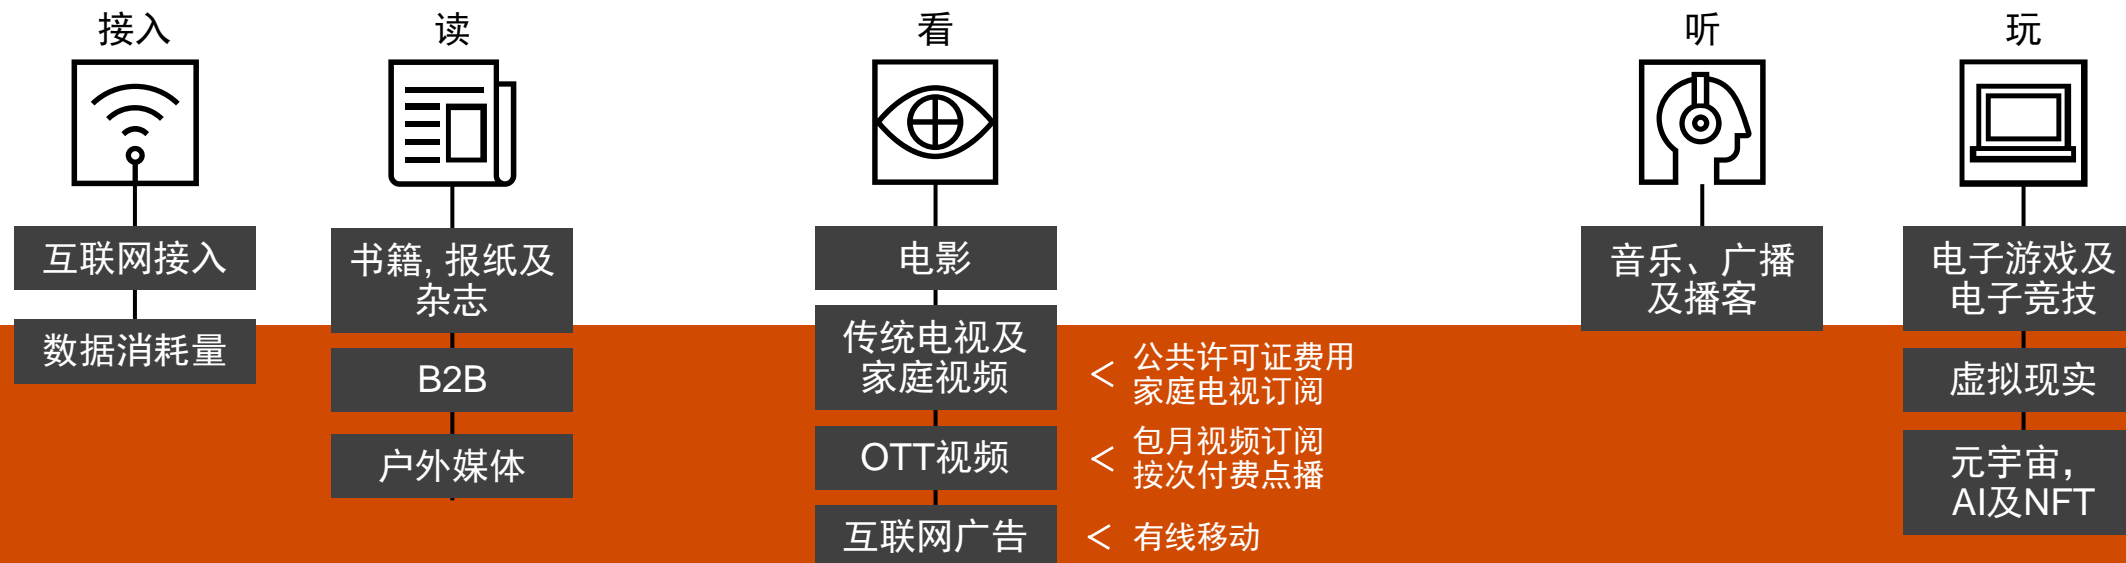 接入
互联网接入
数据消耗量
读
书籍, 报纸及
杂志
B2B
户外媒体
看
电影
传统电视及
家庭视频
< 公共许可证费用
家庭电视订阅
OTT视频
< 包月视频订阅
按次付费点播
互联网广告
< 有线移动
听
音乐、广播
及播客
玩
电子游戏及
电子竞技
虚拟现实
元宇宙，
AI及NFT